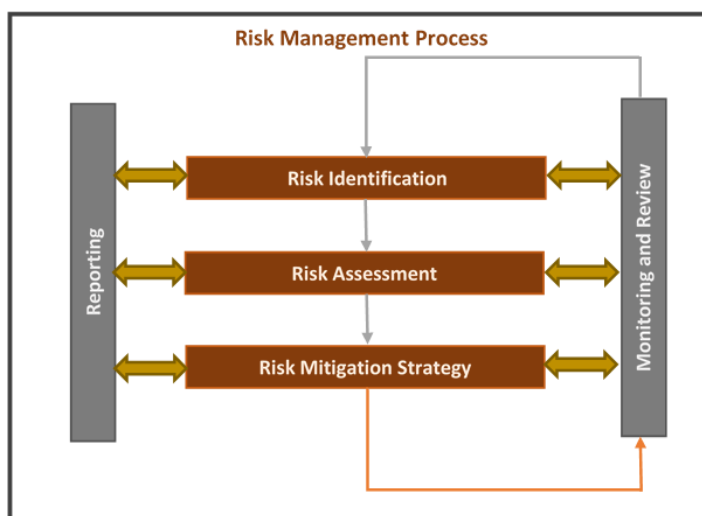 Risk Management Process
Risk Identification
Risk Assessment
Risk Mitigation Strategy
Reporting
Monitoring and Review